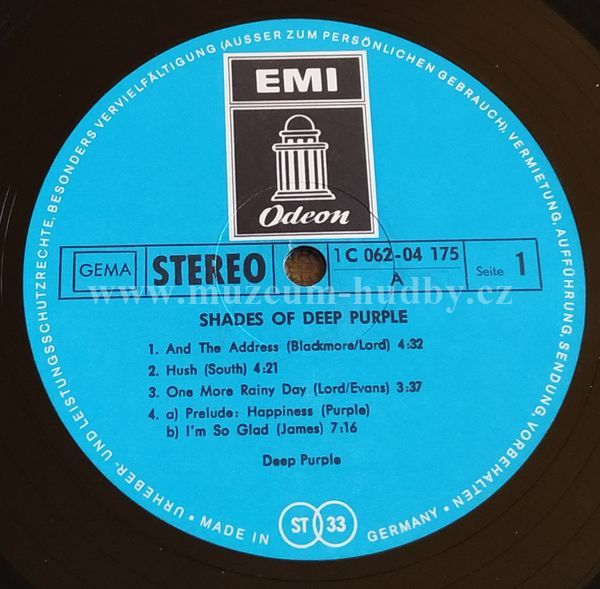 URHEBER- UND LEISTUNGSSCHUTZRECHTE, BESONDERS VERVIELFÄLTIGUNG (AUSSER ZUM PERSÖNLICHEN GEBRAUCH), VERMIETUNG, AUFFÜHRUNG, SENDUNG, VORBEHALTEN •
EMI
Odeon
GEMA
STEREO
1 C 062-04 175
A
Seite 1
www.muzeum-hudby.cz
SHADES OF DEEP PURPLE
1. And The Address (Blackmore/Lord) 4:32
2. Hush (South) 4:21
3. One More Rainy Day (Lord/Evans) 3:37
4. a) Prelude: Happiness (Purple)
b) I'm So Glad (James) 7:16
Deep Purple
• MADE IN GERMANY •
ST 33